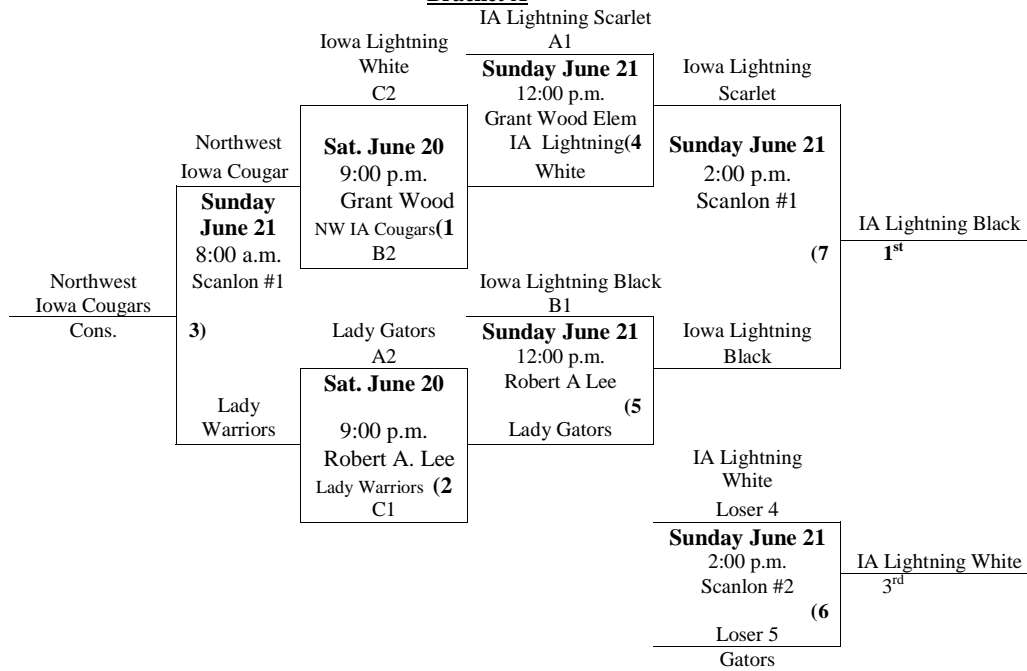 IA Lightning Scarlet
A1
Iowa Lightning
White
C2
Sunday June 21
12:00 p.m.
Grant Wood Elem
IA Lightning(4
White
Iowa Lightning
Scarlet
Northwest
Iowa Cougar
Sat. June 20
9:00 p.m.
Grant Wood
NW IA Cougars(1
B2
Sunday June 21
2:00 p.m.
Scanlon #1
(7
Sunday
June 21
8:00 a.m.
Scanlon #1
3)
IA Lightning Black
1st
Northwest
Iowa Cougars
Cons.
Iowa Lightning Black
B1
Lady Gators
A2
Sunday June 21
12:00 p.m.
Robert A Lee
(5
Lady Gators
Iowa Lightning
Black
Lady
Warriors
Sat. June 20
9:00 p.m.
Robert A. Lee
Lady Warriors (2
C1
IA Lightning
White
Loser 4
Sunday June 21
2:00 p.m.
Scanlon #2
(6
Loser 5
Gators
IA Lightning White
3rd